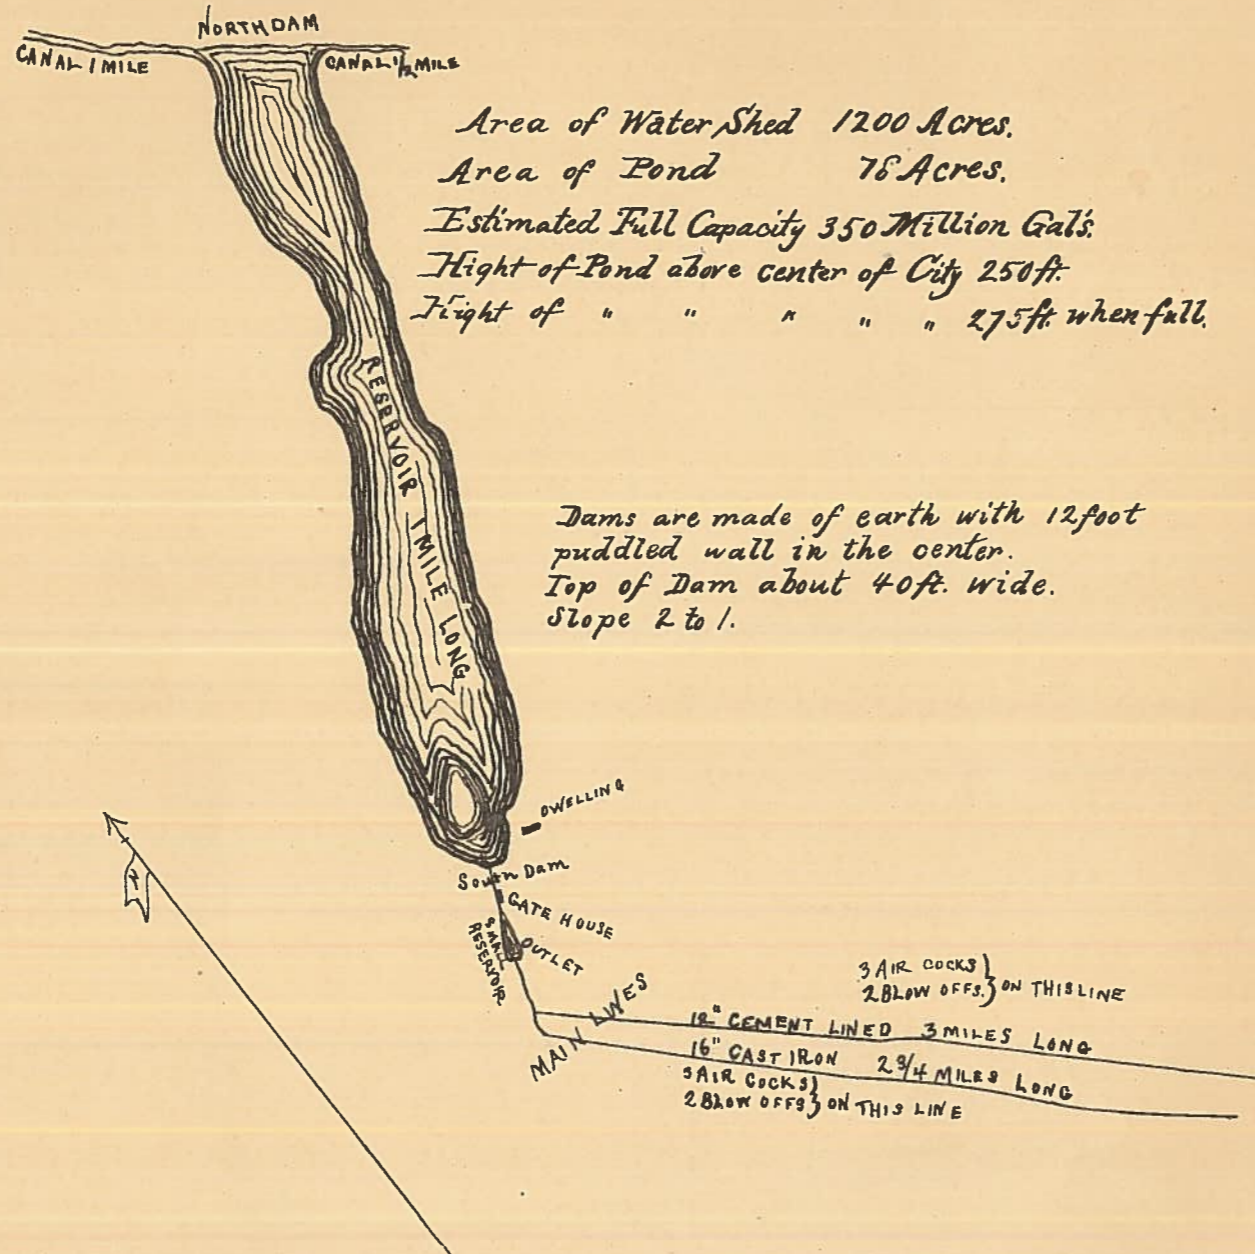 NORTH DAM
CANAL 1 MILE
CANAL 1/2 MILE
Area of Water Shed 1200 Acres.
Area of Pond Acres.
Estimated Full Capacity 350 Million Gal's.
Hight of Pond above center of City 250 ft.
Hight of " " " " " 275 ft. when full.
RESERVOIR 1 MILE LONG
Dams are made of earth with 12 foot
puddled wall in the center.
Top of Dam about 40 ft. wide.
Slope 2 to 1.
DWELLING
South Dam
GATE HOUSE
SMALL
RESERVOIR
OUTLET
N
MAIN LINES
3 AIR COCKS
2 BLOW OFFS. } ON THIS LINE
CEMENT LINED 3 MILES LONG
16" CAST IRON 2 3/4 MILES LONG
3 AIR COCKS
2 BLOW OFFS } ON THIS LINE